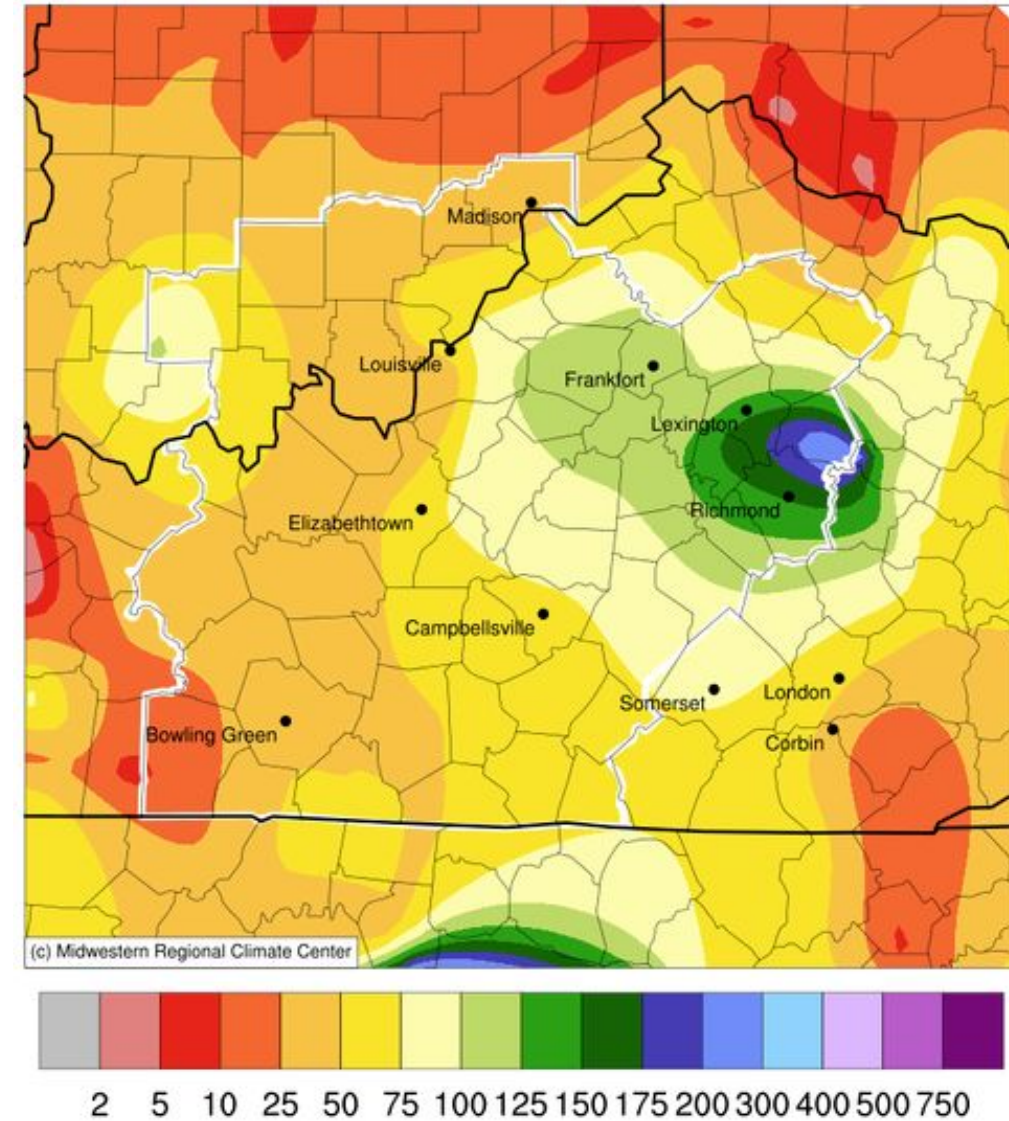 Madison
Louisville
Frankfort
Lexington
Richmond
Elizabethtown
Campbellsville
Somerset
London
Bowling Green
Corbin
(c) Midwestern Regional Climate Center
2 5 10 25 50 75 100 125 150 175 200 300 400 500 750